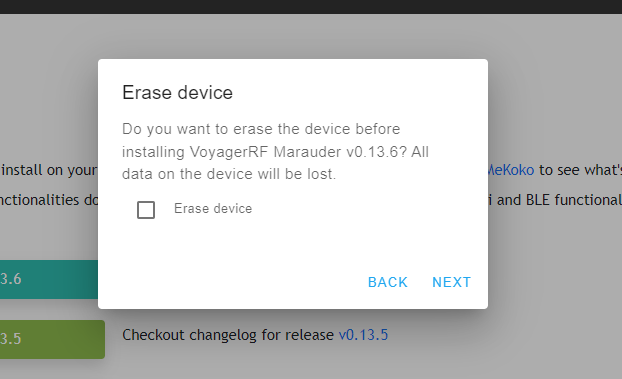 Erase device
Do you want to erase the device before
installing VoyagerRF Marauder v0.13.6? All
data on the device will be lost.
Erase device
BACK NEXT
install on your MeKoko to see what's
nctionalities do i and BLE functional
3.6
3.5 Checkout changelog for release v0.13.5